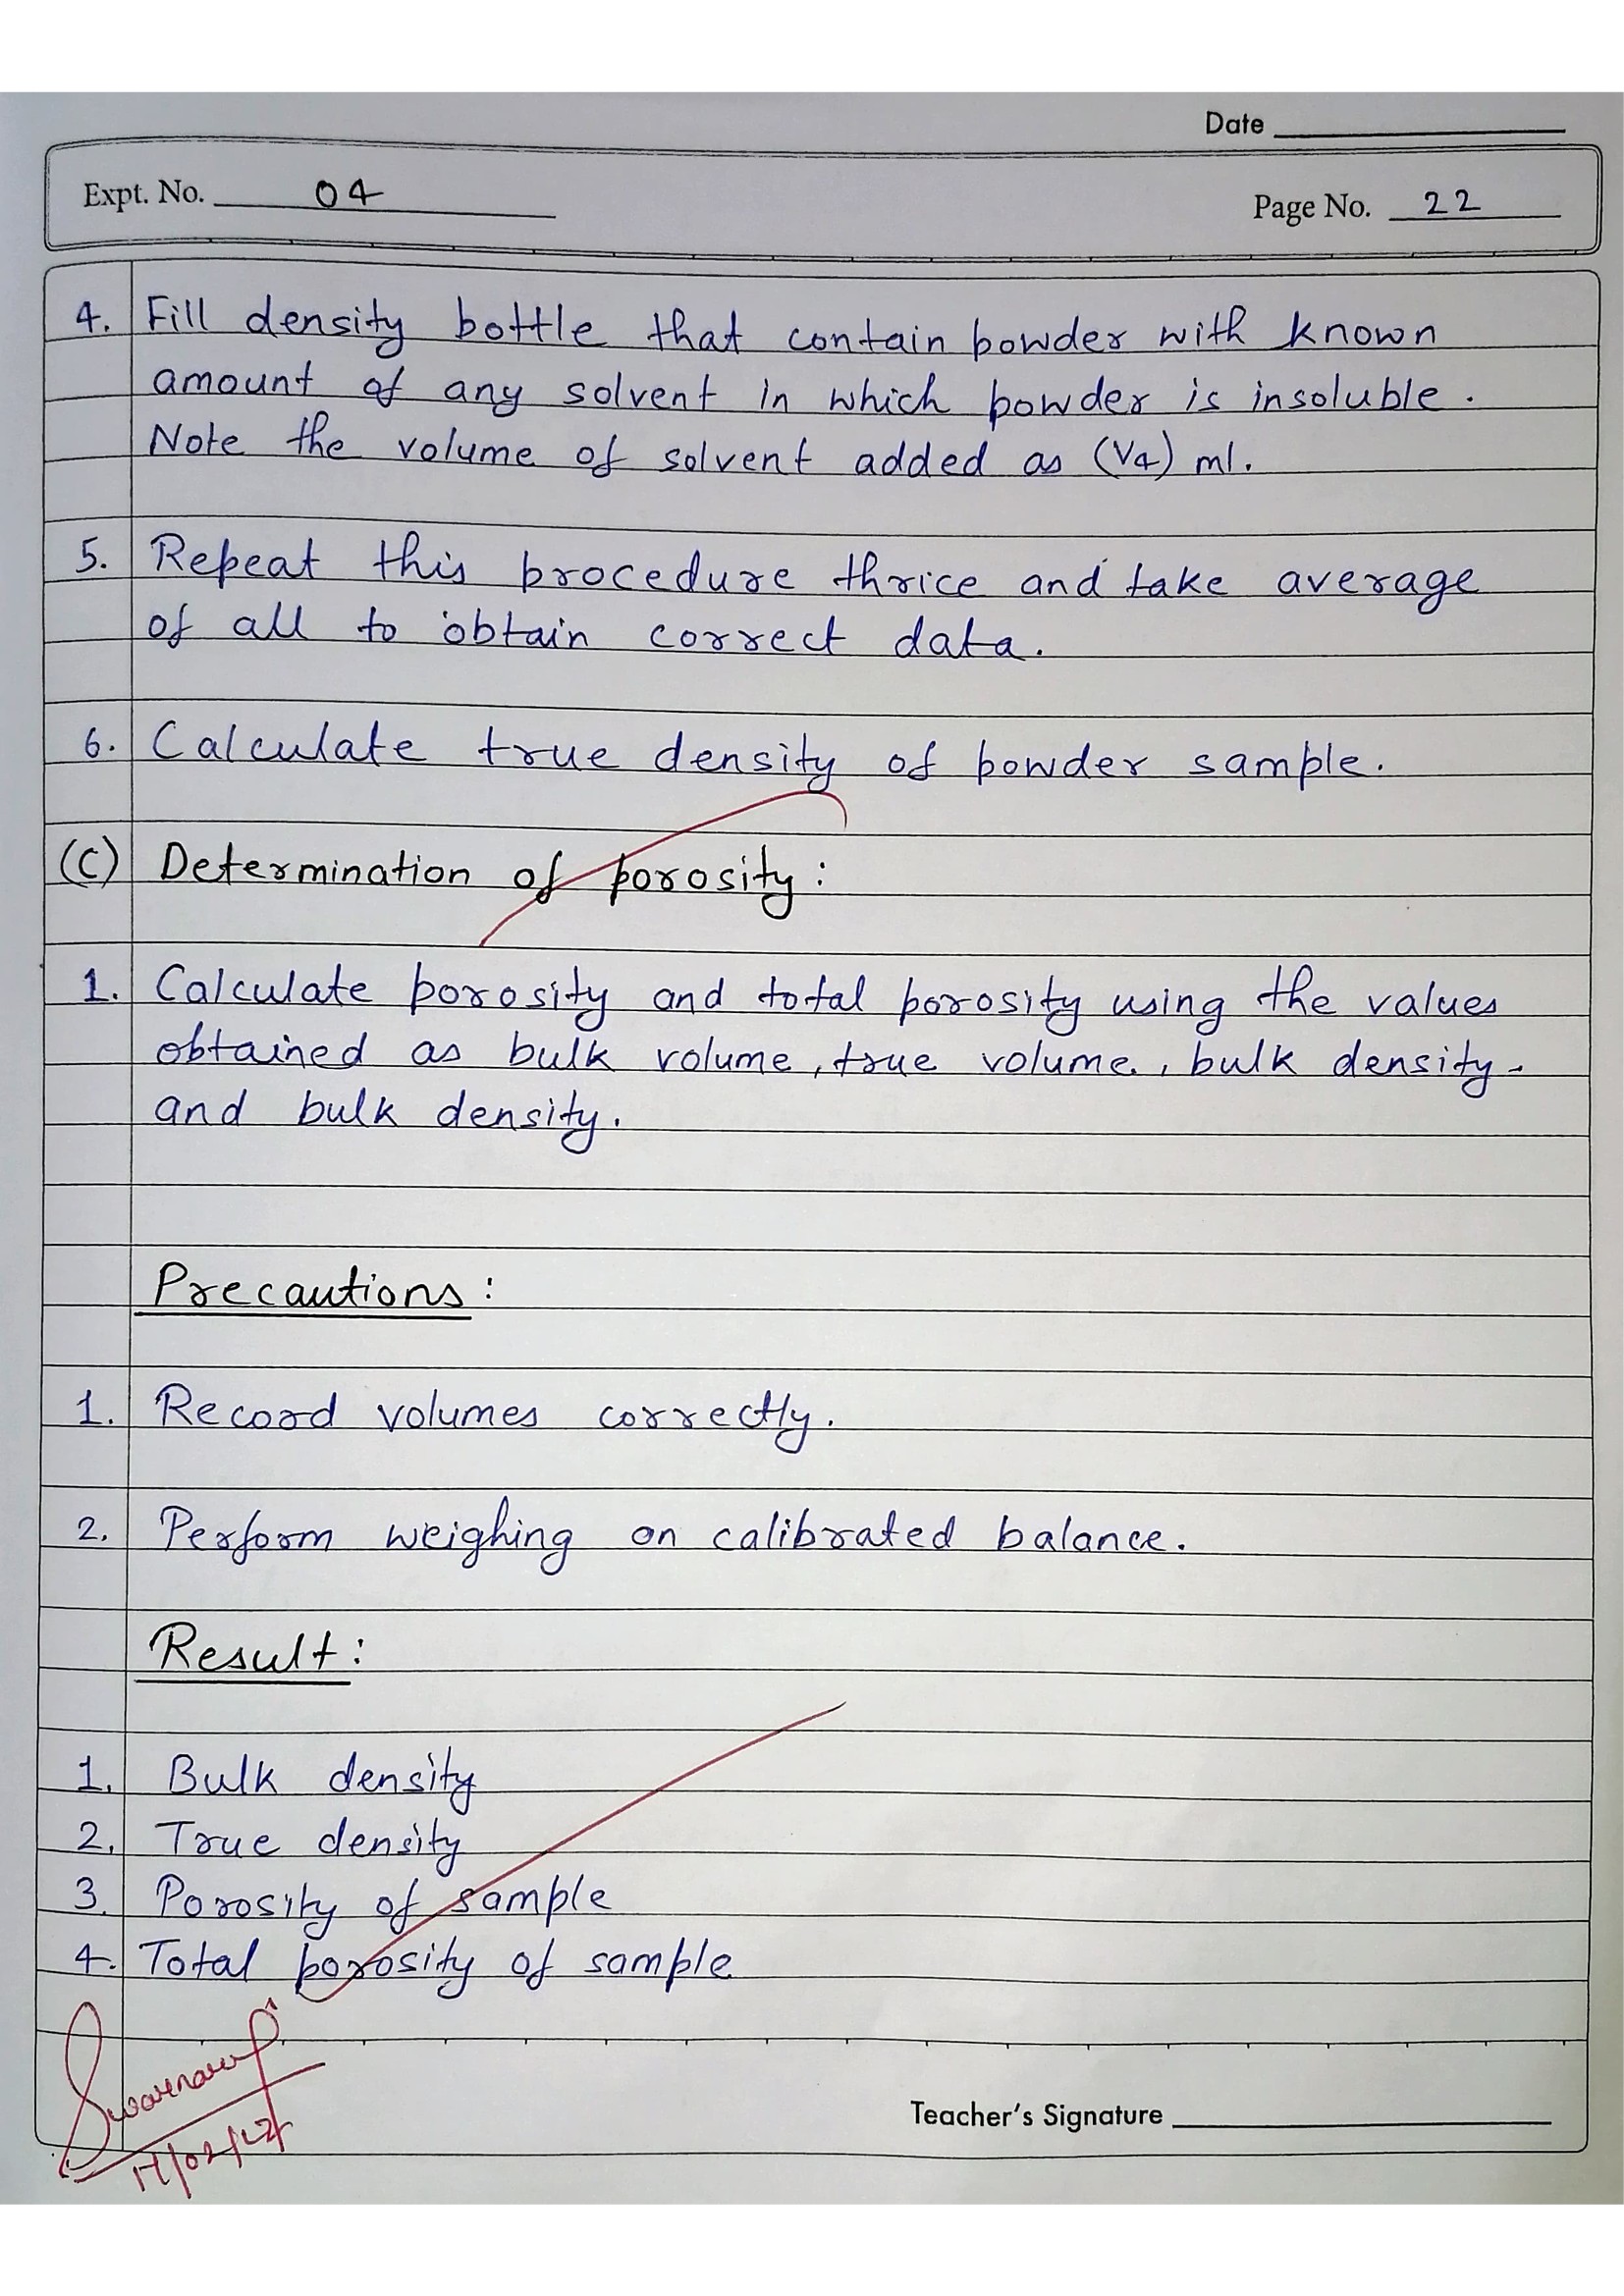 Date
Expt. No. 04
Page No. 22
4. Fill density bottle that contain powder with known
amount of any solvent in which powder is insoluble.
Note the volume of solvent added as (V4) ml.
5. Repeat this procedure thrice and take average
of all to obtain correct data.
6. Calculate true density of powder sample.
(C) Determination of porosity:
1. Calculate porosity and total porosity using the values
obtained as bulk volume, true volume, bulk density
and bulk density.
Precautions:
1. Record volumes correctly.
2. Perform weighing on calibrated balance.
Result:
1. Bulk density
2. True density
3. Porosity of sample
4. Total porosity of sample
Teacher's Signature